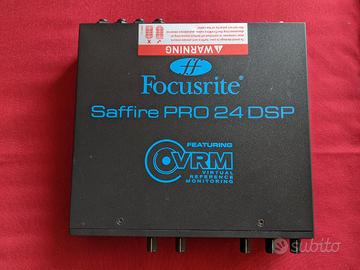 WARNING
Focusrite®
Saffire PRO 24 DSP
FEATURING
VRM
VIRTUAL
REFERENCE
MONITORING
subito